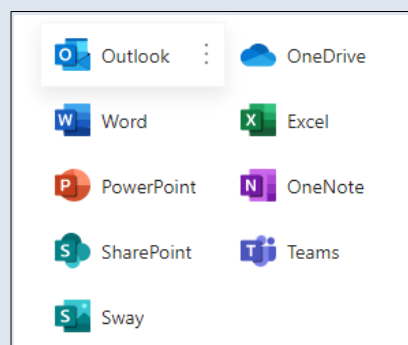 Outlook OneDrive
Word Excel
PowerPoint OneNote
SharePoint Teams
Sway